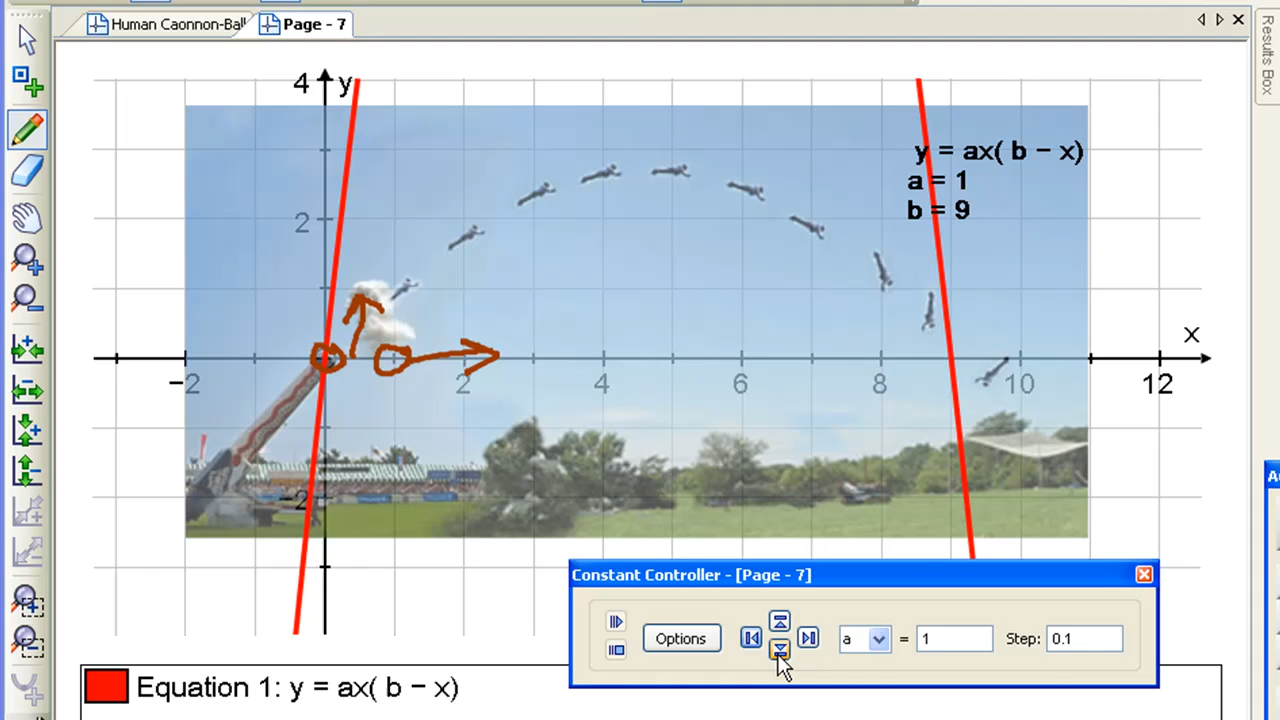 Human Caonnon-Ball
Page - 7
Results Box
4 y
y = ax( b − x)
a = 1
2
b = 9
x
−2 2 4 6 8 10 12
−2
Constant Controller - [Page - 7]
Options
a = 1 Step: 0.1
Equation 1: y = ax( b − x)